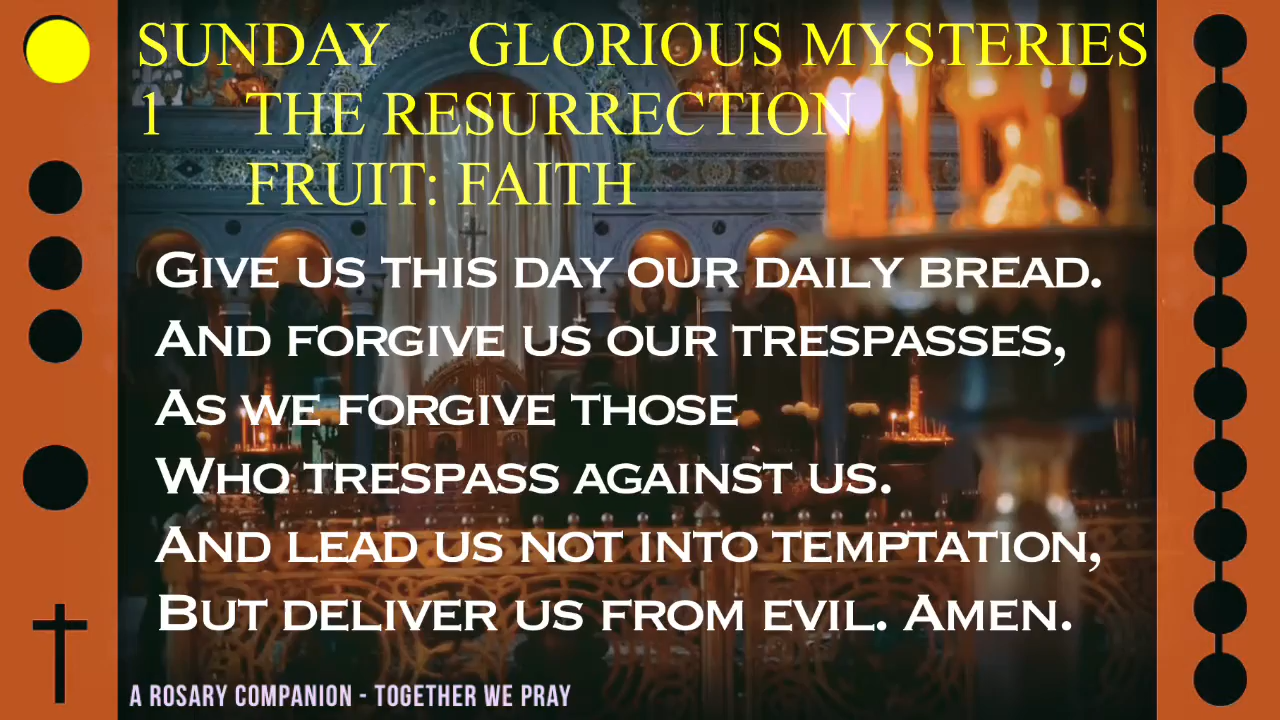 SUNDAY GLORIOUS MYSTERIES
1 THE RESURRECTION
FRUIT: FAITH
GIVE US THIS DAY OUR DAILY BREAD.
AND FORGIVE US OUR TRESPASSES,
AS WE FORGIVE THOSE
WHO TRESPASS AGAINST US.
AND LEAD US NOT INTO TEMPTATION,
BUT DELIVER US FROM EVIL. AMEN.
A ROSARY COMPANION - TOGETHER WE PRAY